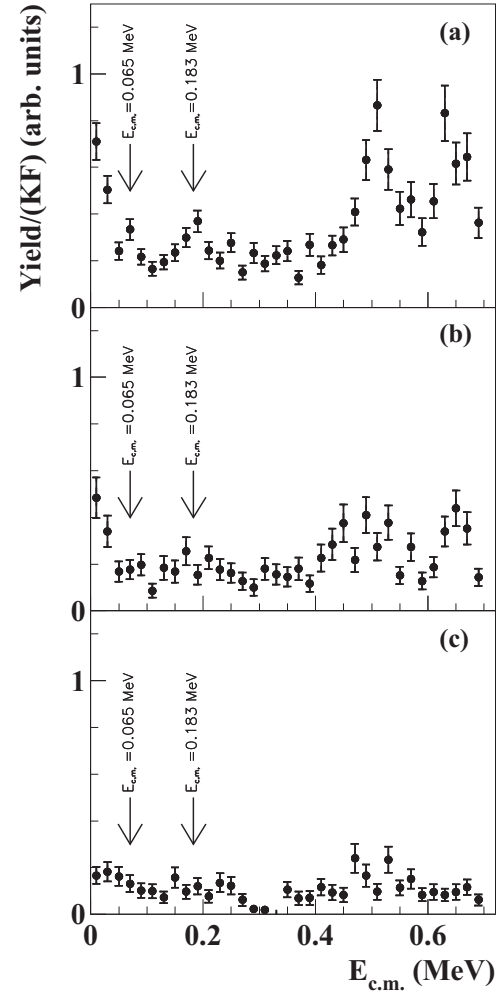 Yield/(KF) (arb. units)
(a)
1
E_c.m.=0.065 MeV
E_c.m.=0.183 MeV
0
(b)
1
E_c.m.=0.065 MeV
E_c.m.=0.183 MeV
0
(c)
1
E_c.m.=0.065 MeV
E_c.m.=0.183 MeV
0
0 0.2 0.4 0.6
E_c.m. (MeV)